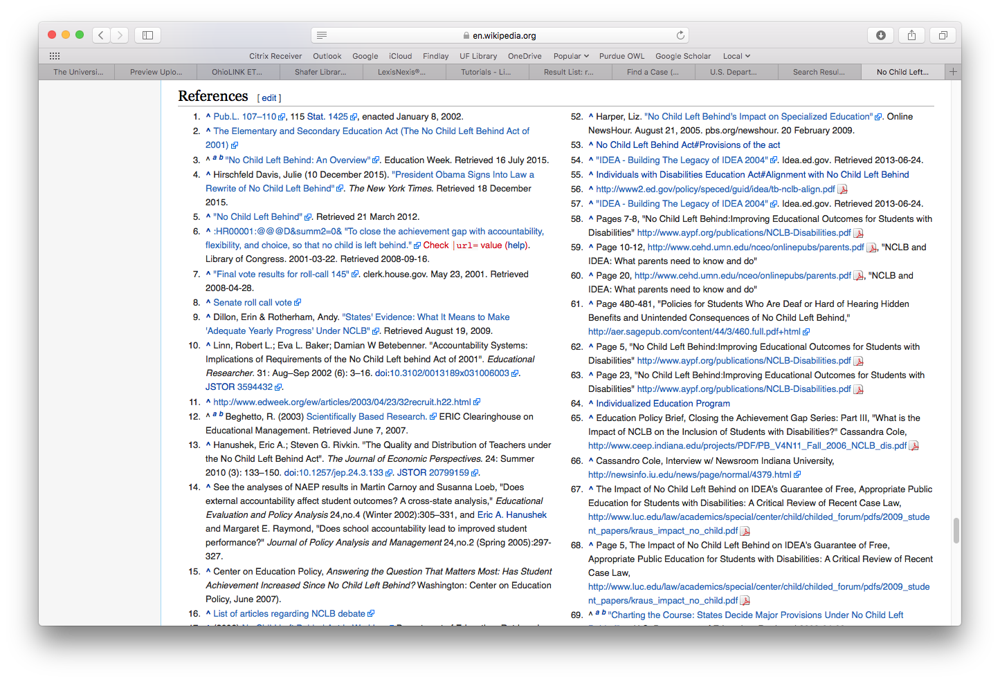 en.wikipedia.org
Citrix Receiver Outlook Google iCloud Findlay UF Library OneDrive Popular Purdue OWL Google Scholar Local
The Universi... Preview Uplo... OhioLINK ET... Shafer Librar... LexisNexis®... Tutorials - Li... Result List: r... Find a Case (... U.S. Depart... Search Resul... No Child Left...
References [ edit ]
1. ^ Pub.L. 107–110, 115 Stat. 1425, enacted January 8, 2002.
2. ^ The Elementary and Secondary Education Act (The No Child Left Behind Act of
2001)
3. ^ a b "No Child Left Behind: An Overview". Education Week. Retrieved 16 July 2015.
4. ^ Hirschfeld Davis, Julie (10 December 2015). "President Obama Signs Into Law a
Rewrite of No Child Left Behind". The New York Times. Retrieved 18 December
2015.
5. ^ "No Child Left Behind". Retrieved 21 March 2012.
6. ^ :HR00001:@@@D&summ2=0& "To close the achievement gap with accountability,
flexibility, and choice, so that no child is left behind." Check |url= value (help).
Library of Congress. 2001-03-22. Retrieved 2008-09-16.
7. ^ "Final vote results for roll-call 145". clerk.house.gov. May 23, 2001. Retrieved
2008-04-28.
8. ^ Senate roll call vote
9. ^ Dillon, Erin & Rotherham, Andy. "States' Evidence: What It Means to Make
'Adequate Yearly Progress' Under NCLB". Retrieved August 19, 2009.
10. ^ Linn, Robert L.; Eva L. Baker; Damian W Betebenner. "Accountability Systems:
Implications of Requirements of the No Child Left behind Act of 2001". Educational
Researcher. 31: Aug–Sep 2002 (6): 3–16. doi:10.3102/0013189x031006003.
JSTOR 3594432.
11. ^ http://www.edweek.org/ew/articles/2003/04/23/32recruit.h22.html
12. ^ a b Beghetto, R. (2003) Scientifically Based Research. ERIC Clearinghouse on
Educational Management. Retrieved June 7, 2007.
13. ^ Hanushek, Eric A.; Steven G. Rivkin. "The Quality and Distribution of Teachers under
the No Child Left Behind Act". The Journal of Economic Perspectives. 24: Summer
2010 (3): 133–150. doi:10.1257/jep.24.3.133. JSTOR 20799159.
14. ^ See the analyses of NAEP results in Martin Carnoy and Susanna Loeb, "Does
external accountability affect student outcomes? A cross-state analysis," Educational
Evaluation and Policy Analysis 24,no.4 (Winter 2002):305–331, and Eric A. Hanushek
and Margaret E. Raymond, "Does school accountability lead to improved student
performance?" Journal of Policy Analysis and Management 24,no.2 (Spring 2005):297-
327.
15. ^ Center on Education Policy, Answering the Question That Matters Most: Has Student
Achievement Increased Since No Child Left Behind? Washington: Center on Education
Policy, June 2007).
16. ^ List of articles regarding NCLB debate
52. ^ Harper, Liz. "No Child Left Behind's Impact on Specialized Education". Online
NewsHour. August 21, 2005. pbs.org/newshour. 20 February 2009.
53. ^ No Child Left Behind Act#Provisions of the act
54. ^ "IDEA - Building The Legacy of IDEA 2004". Idea.ed.gov. Retrieved 2013-06-24.
55. ^ Individuals with Disabilities Education Act#Alignment with No Child Left Behind
56. ^ http://www2.ed.gov/policy/speced/guid/idea/tb-nclb-align.pdf
57. ^ "IDEA - Building The Legacy of IDEA 2004". Idea.ed.gov. Retrieved 2013-06-24.
58. ^ Pages 7-8, "No Child Left Behind:Improving Educational Outcomes for Students with
Disabilities" http://www.aypf.org/publications/NCLB-Disabilities.pdf
59. ^ Page 10-12, http://www.cehd.umn.edu/nceo/onlinepubs/parents.pdf, "NCLB and
IDEA: What parents need to know and do"
60. ^ Page 20, http://www.cehd.umn.edu/nceo/onlinepubs/parents.pdf, "NCLB and
IDEA: What parents need to know and do"
61. ^ Page 480-481, "Policies for Students Who Are Deaf or Hard of Hearing Hidden
Benefits and Unintended Consequences of No Child Left Behind,"
http://aer.sagepub.com/content/44/3/460.full.pdf+html
62. ^ Page 5, "No Child Left Behind:Improving Educational Outcomes for Students with
Disabilities" http://www.aypf.org/publications/NCLB-Disabilities.pdf
63. ^ Page 23, "No Child Left Behind:Improving Educational Outcomes for Students with
Disabilities" http://www.aypf.org/publications/NCLB-Disabilities.pdf
64. ^ Individualized Education Program
65. ^ Education Policy Brief, Closing the Achievement Gap Series: Part III, "What is the
Impact of NCLB on the Inclusion of Students with Disabilities?" Cassandra Cole,
http://www.ceep.indiana.edu/projects/PDF/PB_V4N11_Fall_2006_NCLB_dis.pdf
66. ^ Cassandro Cole, Interview w/ Newsroom Indiana University,
http://newsinfo.iu.edu/news/page/normal/4379.html
67. ^ The Impact of No Child Left Behind on IDEA's Guarantee of Free, Appropriate Public
Education for Students with Disabilities: A Critical Review of Recent Case Law,
http://www.luc.edu/law/academics/special/center/child/childed_forum/pdfs/2009_stude
nt_papers/kraus_impact_no_child.pdf
68. ^ Page 5, The Impact of No Child Left Behind on IDEA's Guarantee of Free,
Appropriate Public Education for Students with Disabilities: A Critical Review of Recent
Case Law,
http://www.luc.edu/law/academics/special/center/child/childed_forum/pdfs/2009_stude
nt_papers/kraus_impact_no_child.pdf
69. ^ a b "Charting the Course: States Decide Major Provisions Under No Child Left